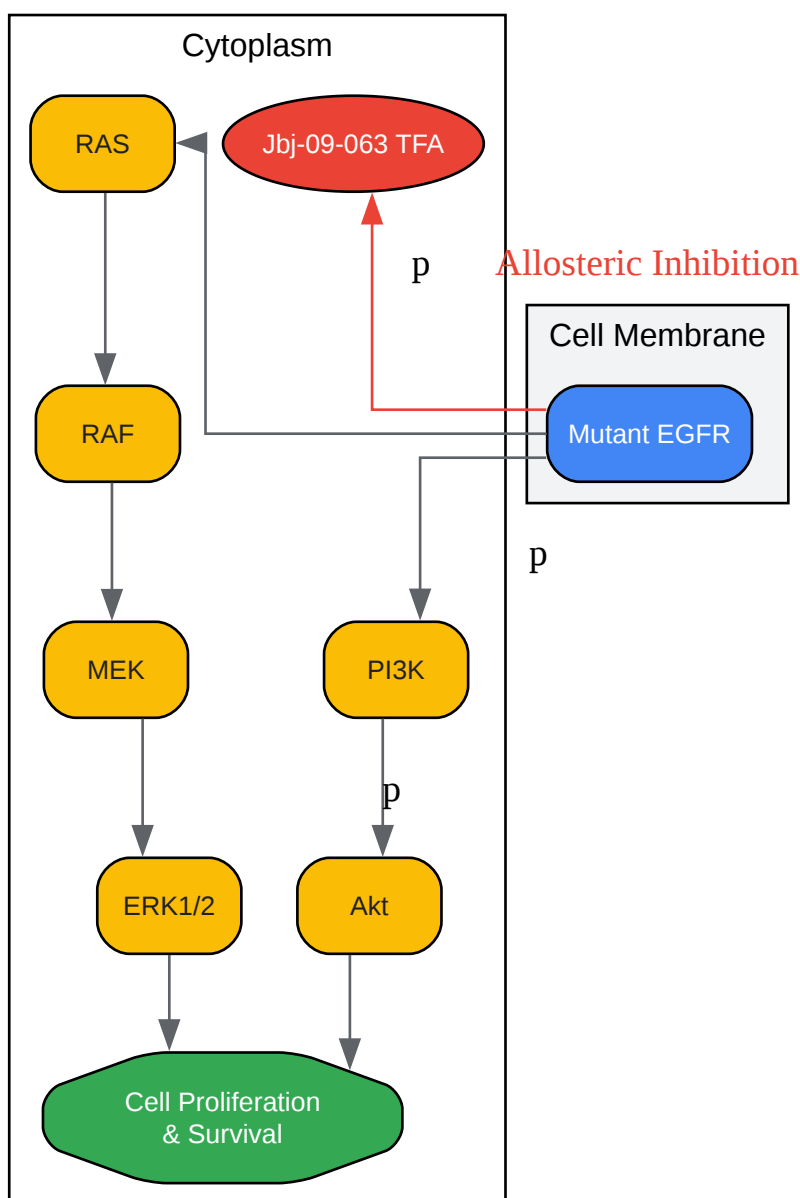 Cytoplasm
RAS
Jbj-09-063 TFA
p
Allosteric Inhibition
Cell Membrane
RAF
Mutant EGFR
p
MEK
PI3K
p
ERK1/2
Akt
Cell Proliferation
& Survival